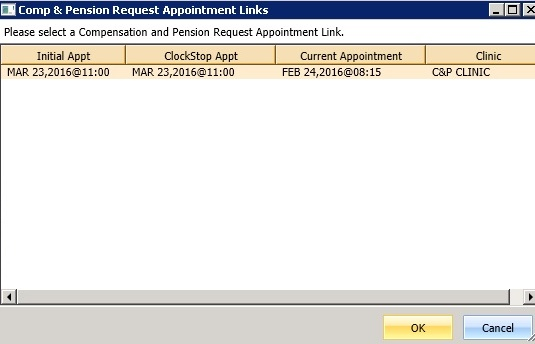 Comp & Pension Request Appointment Links
Please select a Compensation and Pension Request Appointment Link.
Initial Appt ClockStop Appt Current Appointment Clinic
MAR 23,2016@11:00 MAR 23,2016@11:00 FEB 24,2016@08:15 C&P CLINIC
OK Cancel